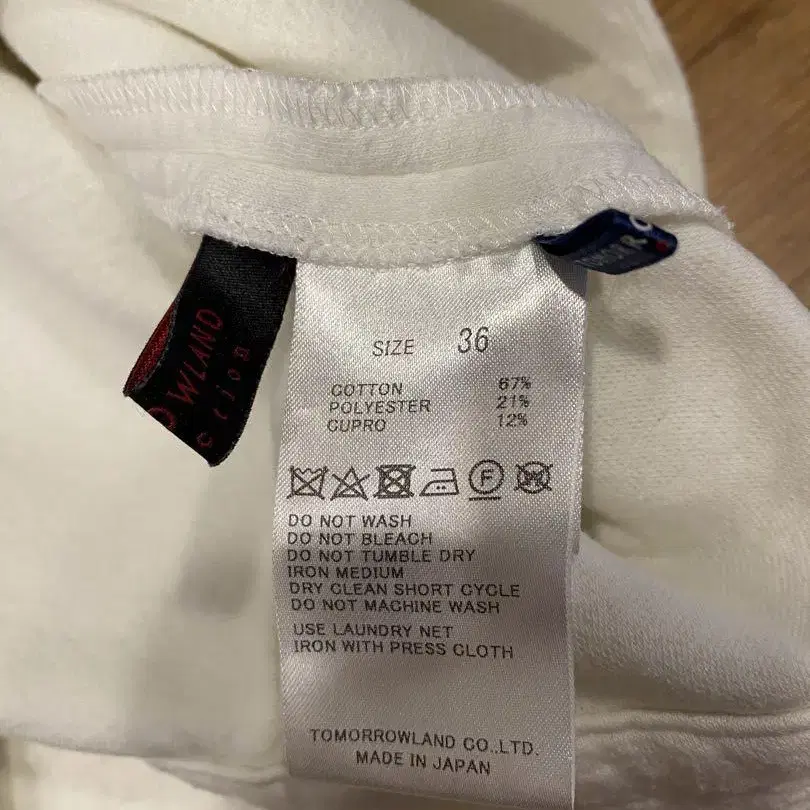 WLAND
ction
SIZE 36
COTTON 67%
POLYESTER 21%
CUPRO 12%
F
W
DO NOT WASH
DO NOT BLEACH
DO NOT TUMBLE DRY
IRON MEDIUM
DRY CLEAN SHORT CYCLE
DO NOT MACHINE WASH
USE LAUNDRY NET
IRON WITH PRESS CLOTH
TOMORROWLAND CO.,LTD.
MADE IN JAPAN